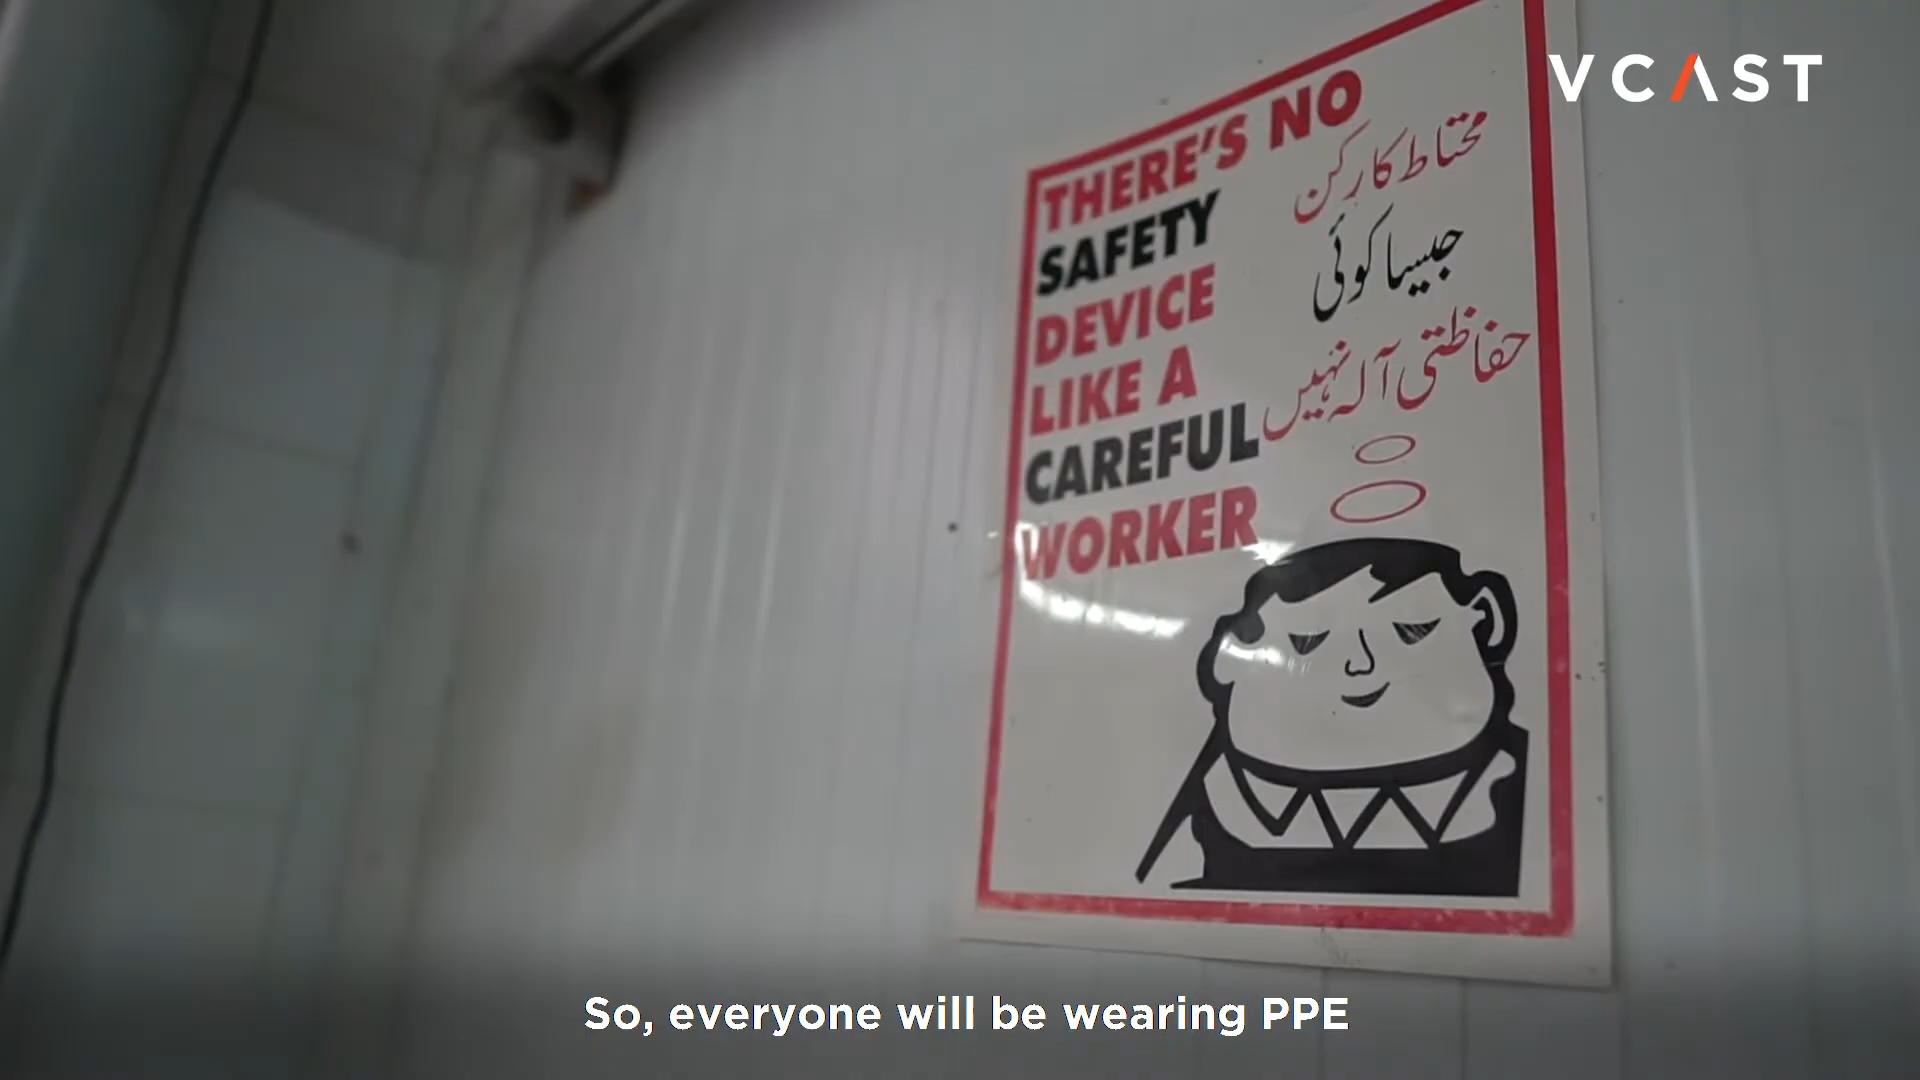 VCAST
THERE'S NO
SAFETY
DEVICE
LIKE A
CAREFUL
WORKER
محتاط کارکن
جیسا کوئی
حفاظتی آلہ نہیں
So, everyone will be wearing PPE